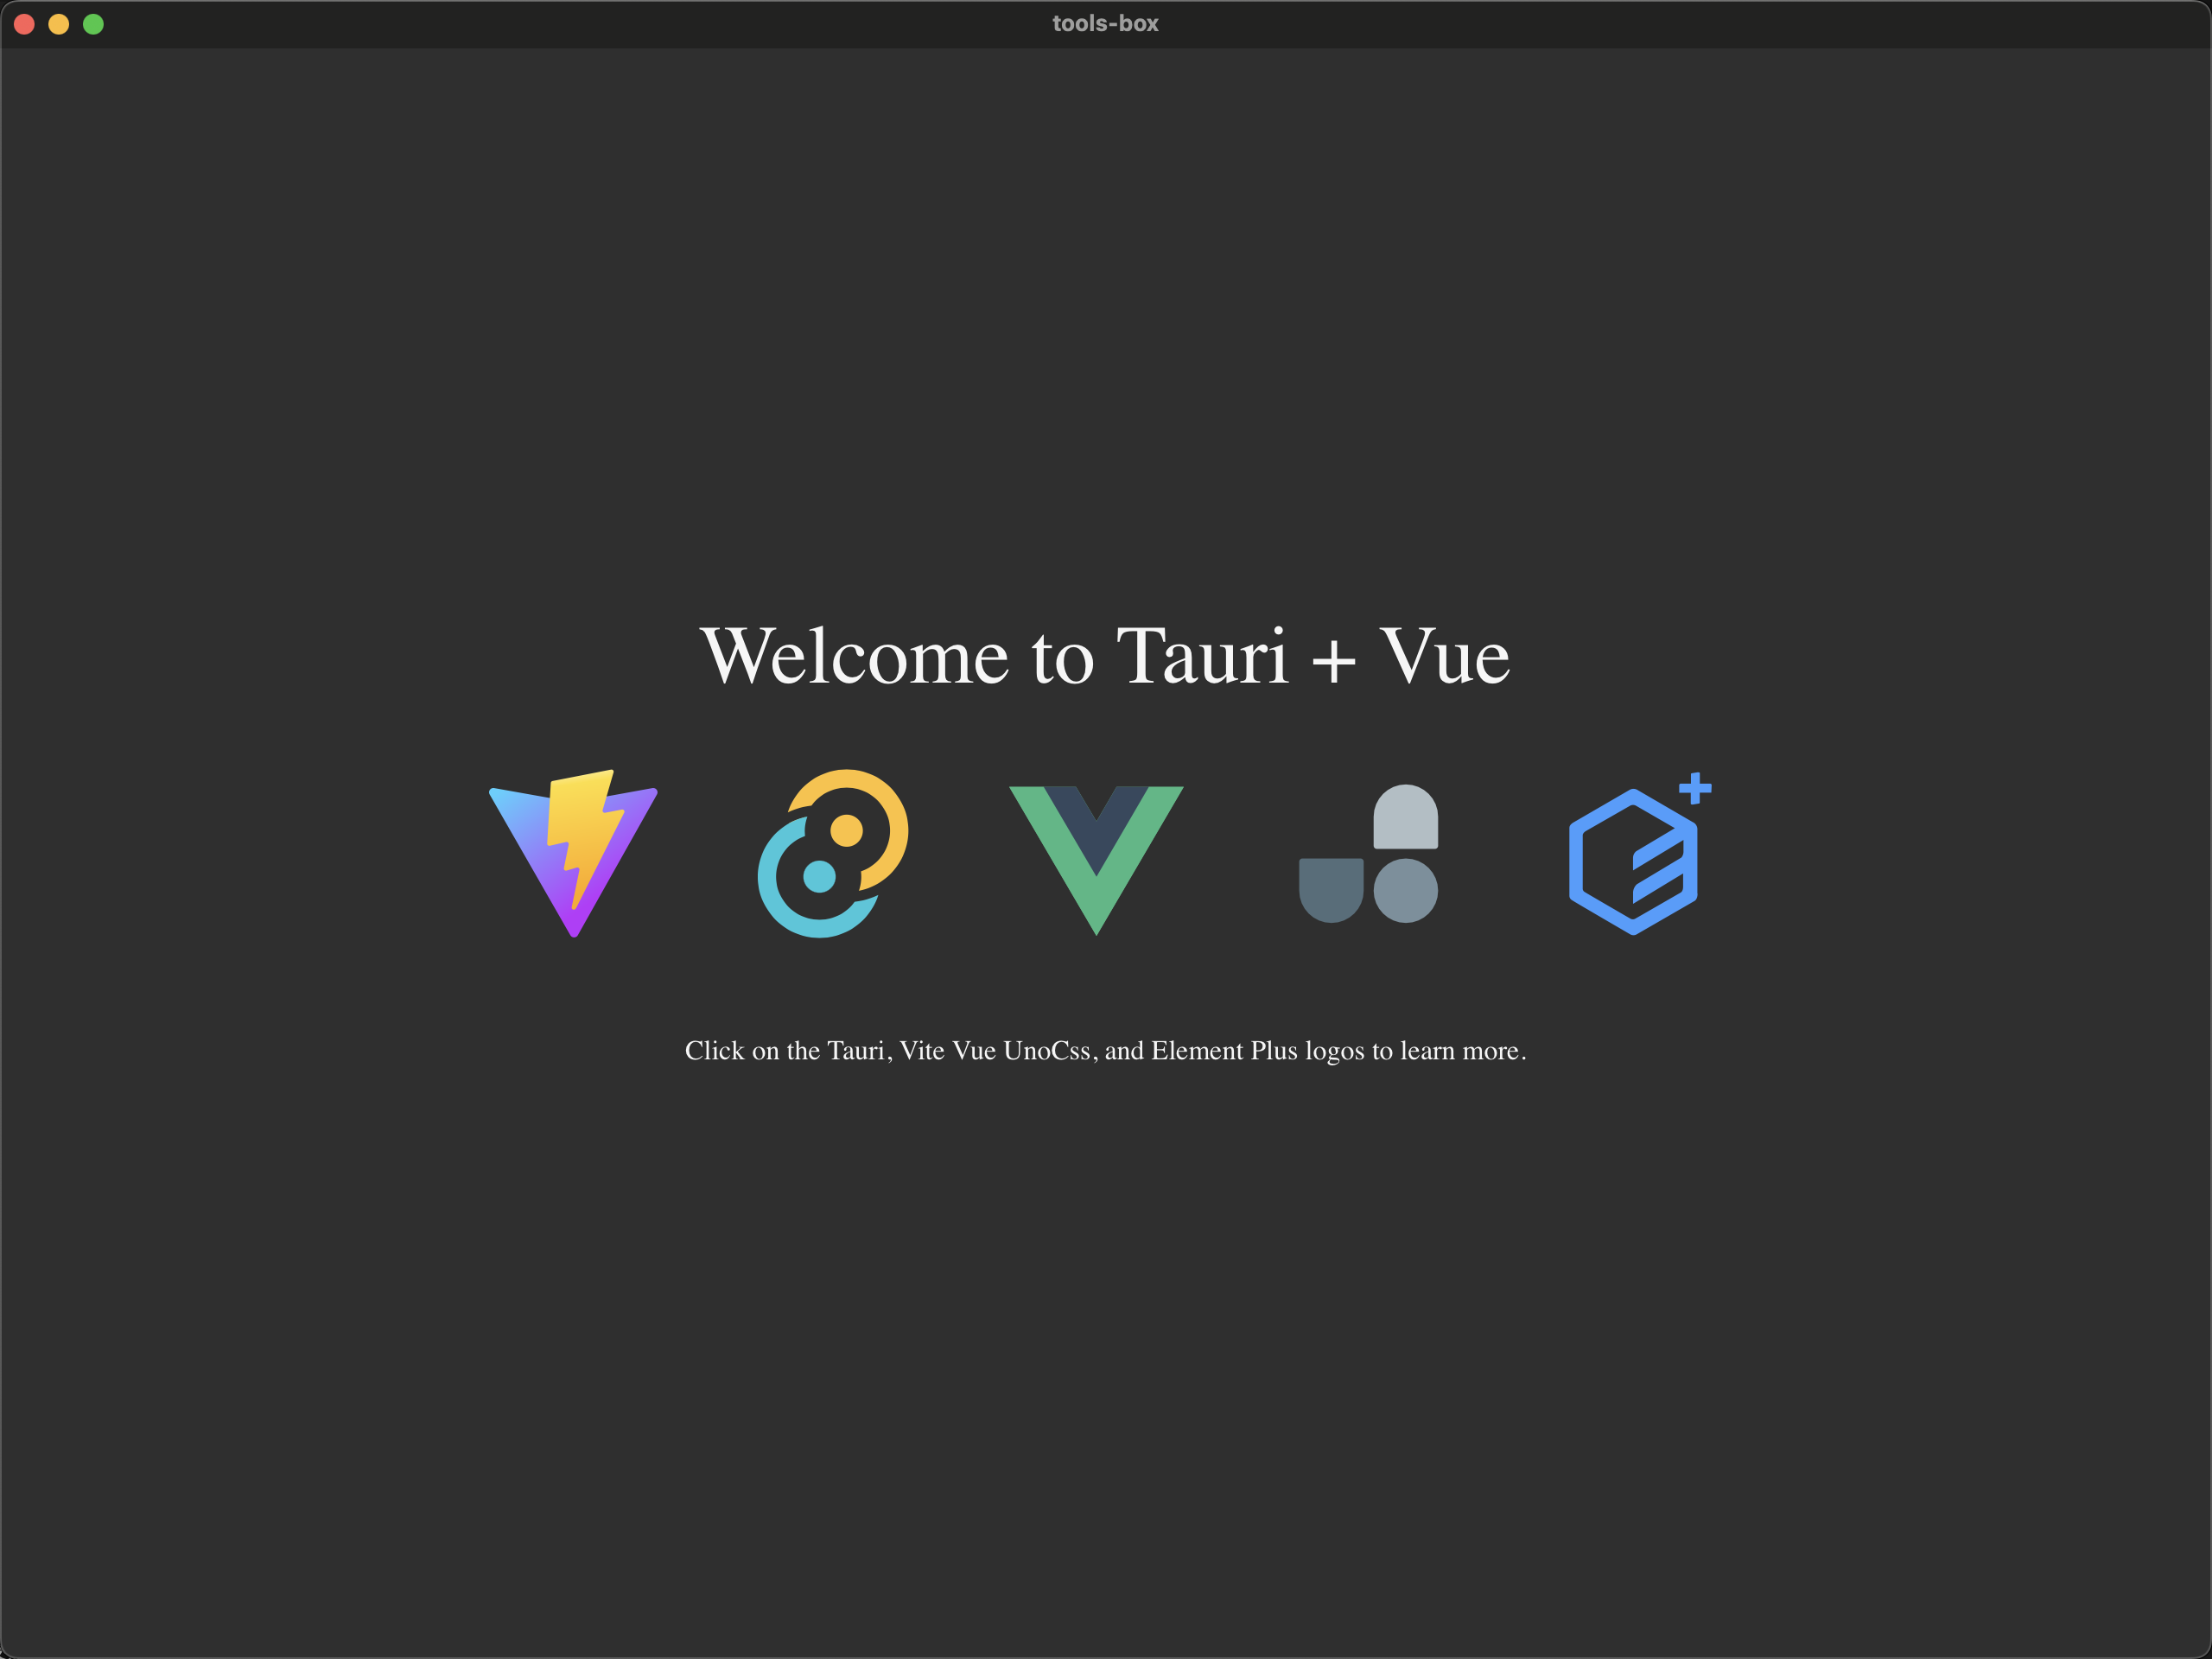 tools-box
Welcome to Tauri + Vue
Click on the Tauri, Vite Vue UnoCss, and Element Plus logos to learn more.